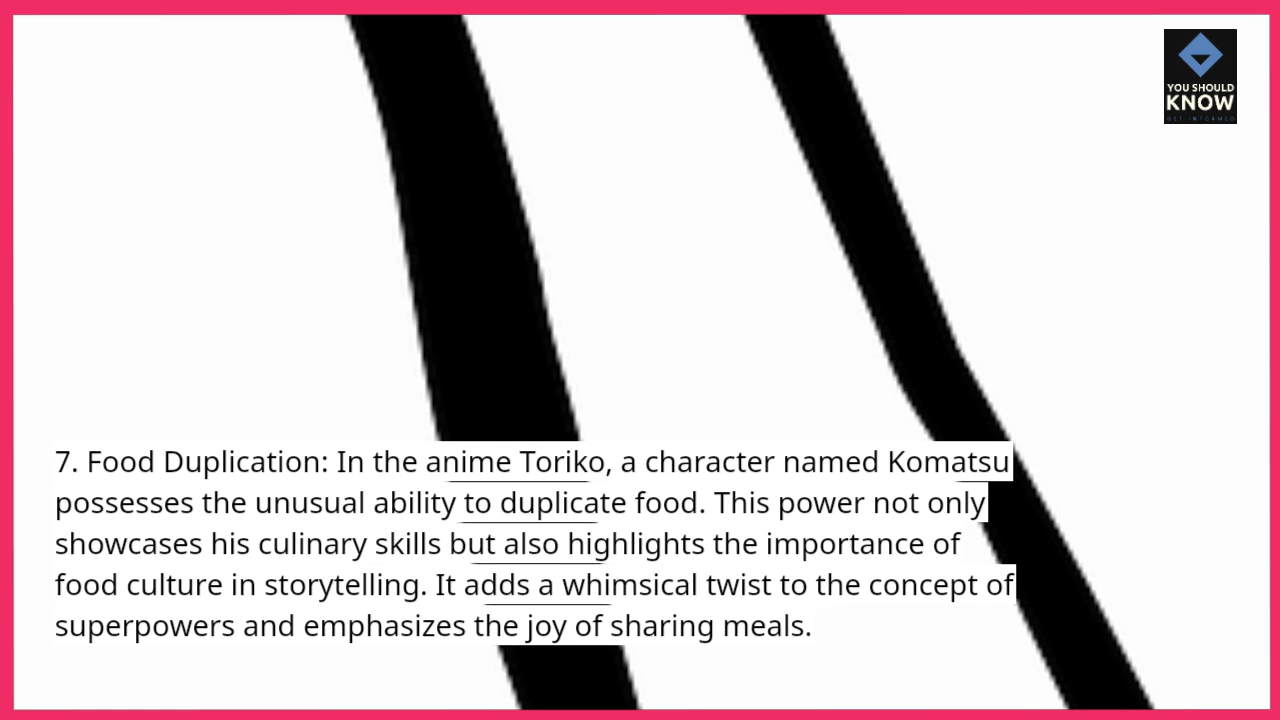 YOU SHOULD
KNOW
GET INFORMED
7. Food Duplication: In the anime Toriko, a character named Komatsu
possesses the unusual ability to duplicate food. This power not only
showcases his culinary skills but also highlights the importance of
food culture in storytelling. It adds a whimsical twist to the concept of
superpowers and emphasizes the joy of sharing meals.